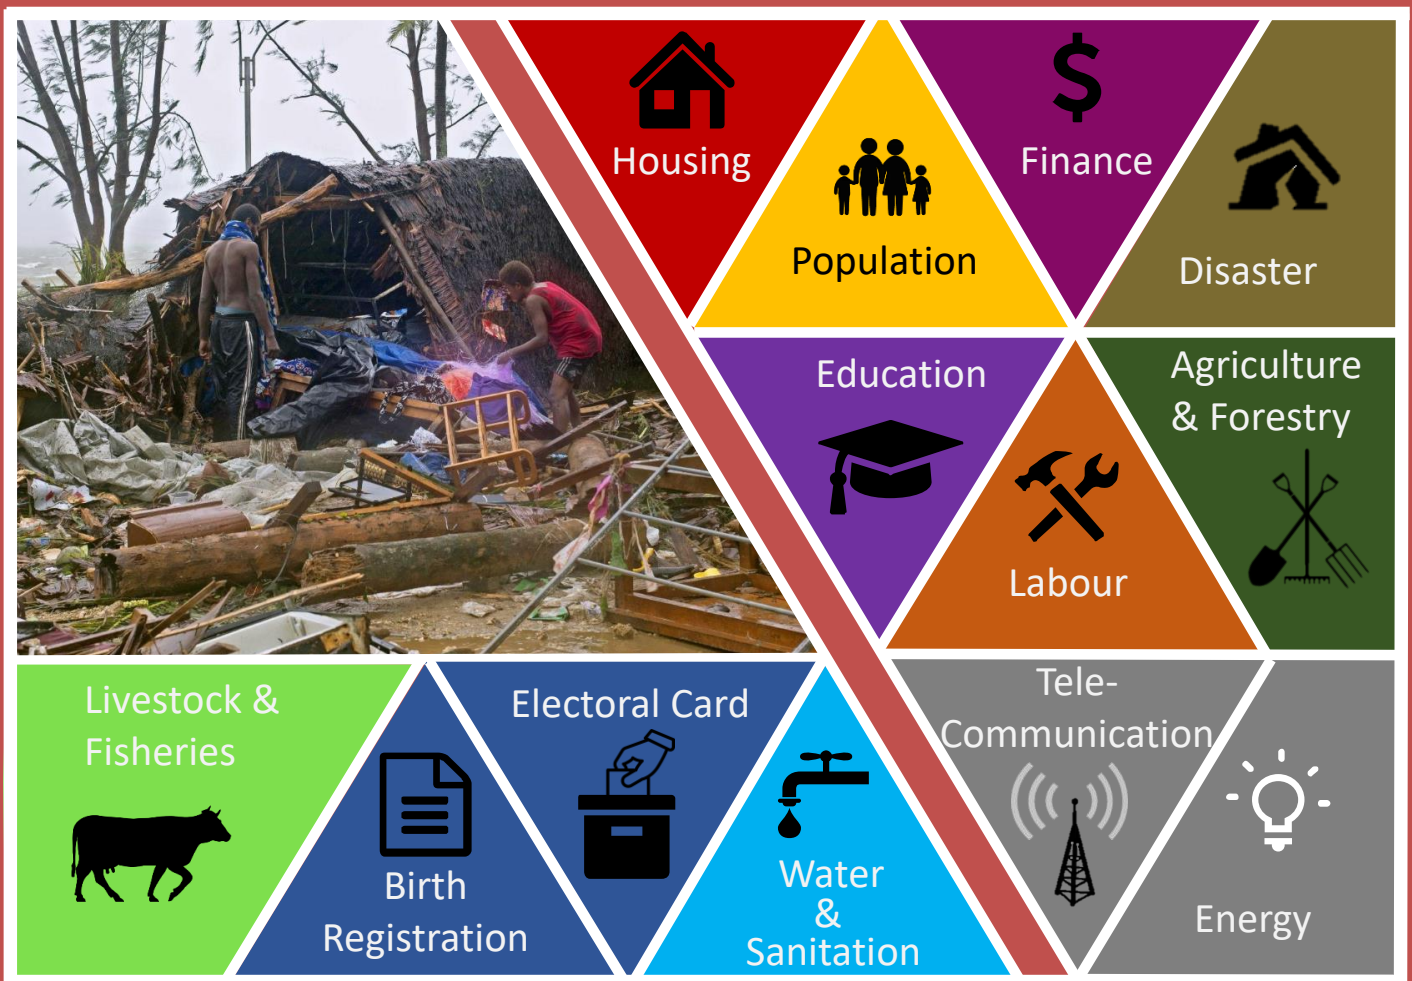 Housing
Population
Finance
Disaster
Education
Labour
Agriculture
& Forestry
Livestock &
Fisheries
Birth
Registration
Electoral Card
Water
&
Sanitation
Tele-
Communication
Energy